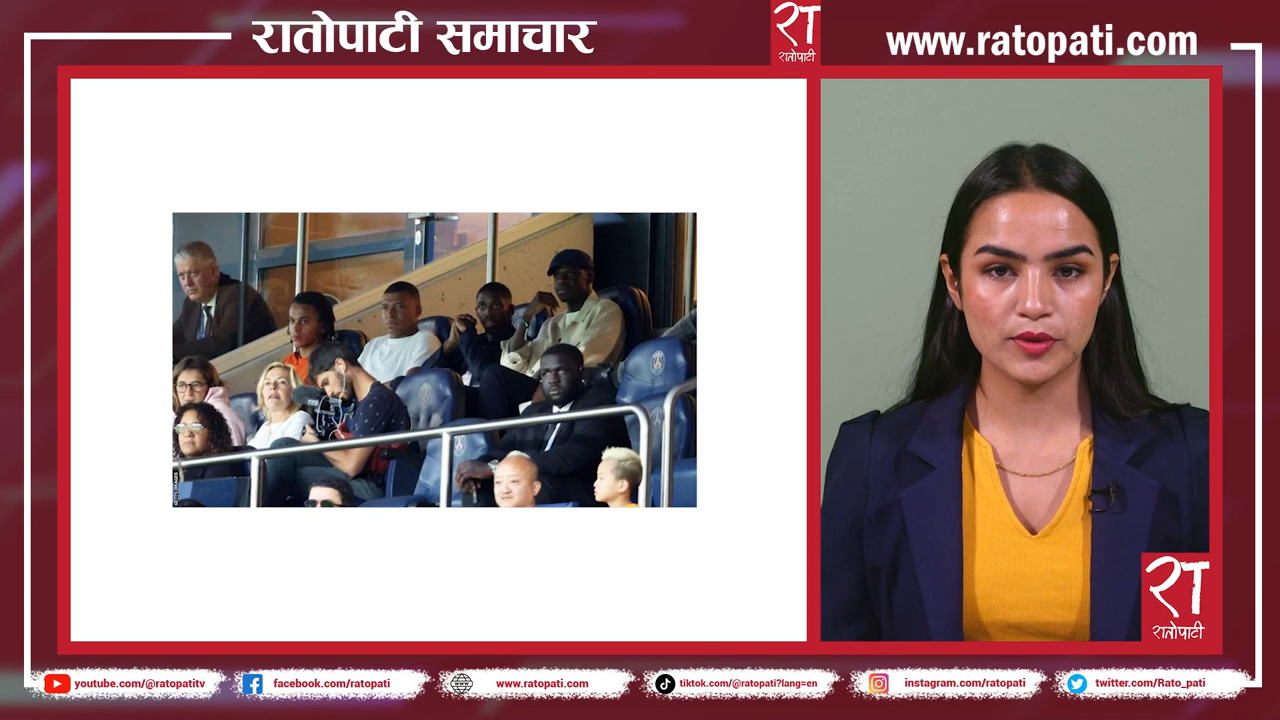 रातोपाटी समाचार
रा
रातोपाटी
www.ratopati.com
रा
रातोपाटी
youtube.com/@ratopatitv
facebook.com/ratopati
www.ratopati.com
tiktok.com/@ratopati?lang=en
instagram.com/ratopati
twitter.com/Rato_pati